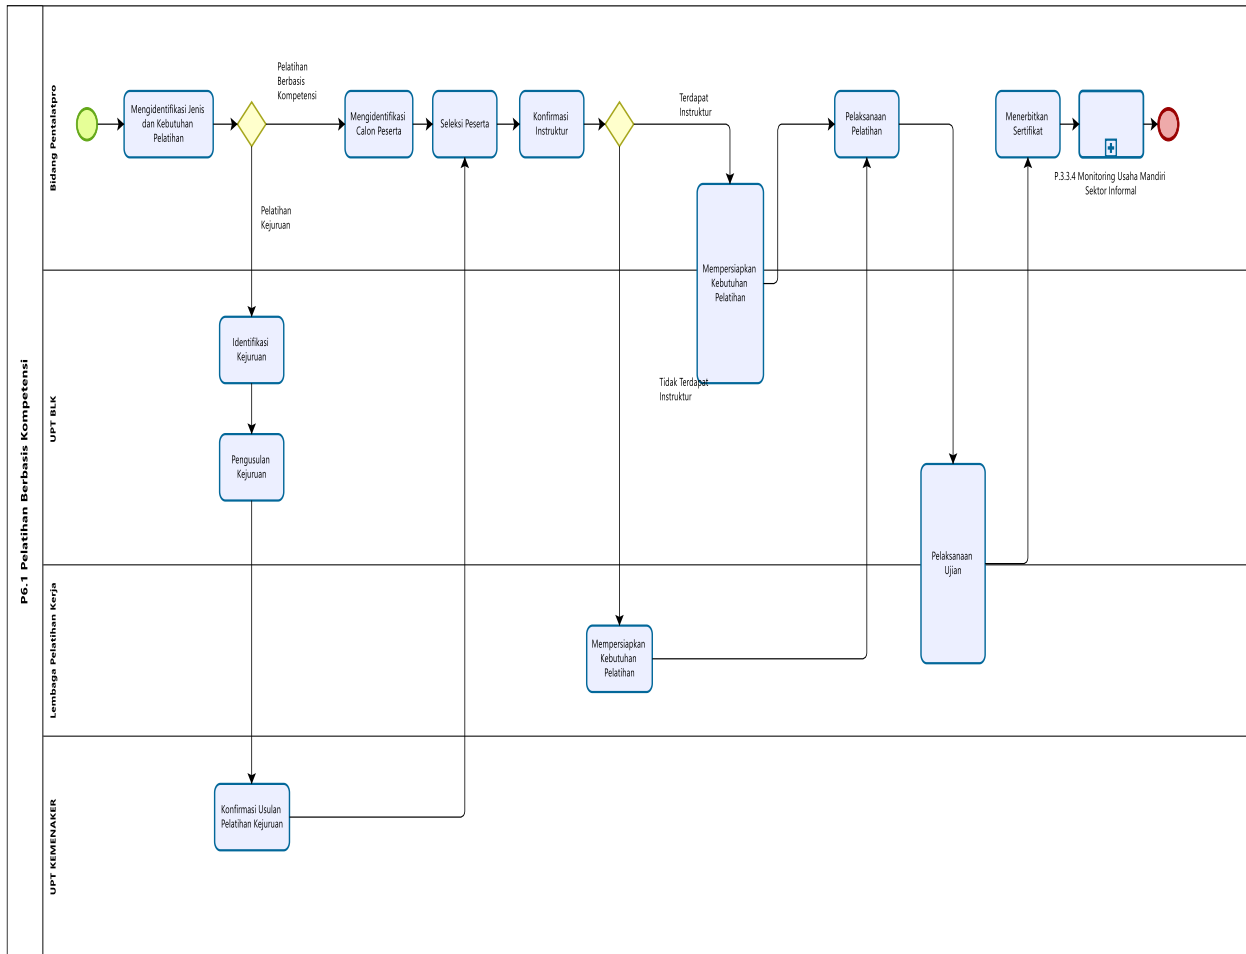 P6.1 Pelatihan Berbasis Kompetensi
Bidang Pentalatpro
Mengidentifikasi Jenis
dan Kebutuhan
Pelatihan
Pelatihan
Berbasis
Kompetensi
Mengidentifikasi
Calon Peserta
Seleksi Peserta
Konfirmasi
Instruktur
Terdapat
Instruktur
Pelaksanaan
Pelatihan
Menerbitkan
Sertifikat
P.3.3.4 Monitoring Usaha Mandiri
Sektor Informal
Pelatihan
Kejuruan
Mempersiapkan
Kebutuhan
Pelatihan
UPT BLK
Identifikasi
Kejuruan
Tidak Terdapat
Instruktur
Pengusulan
Kejuruan
Pelaksanaan
Ujian
Lembaga Pelatihan Kerja
Mempersiapkan
Kebutuhan
Pelatihan
UPT KEMENAKER
Konfirmasi Usulan
Pelatihan Kejuruan